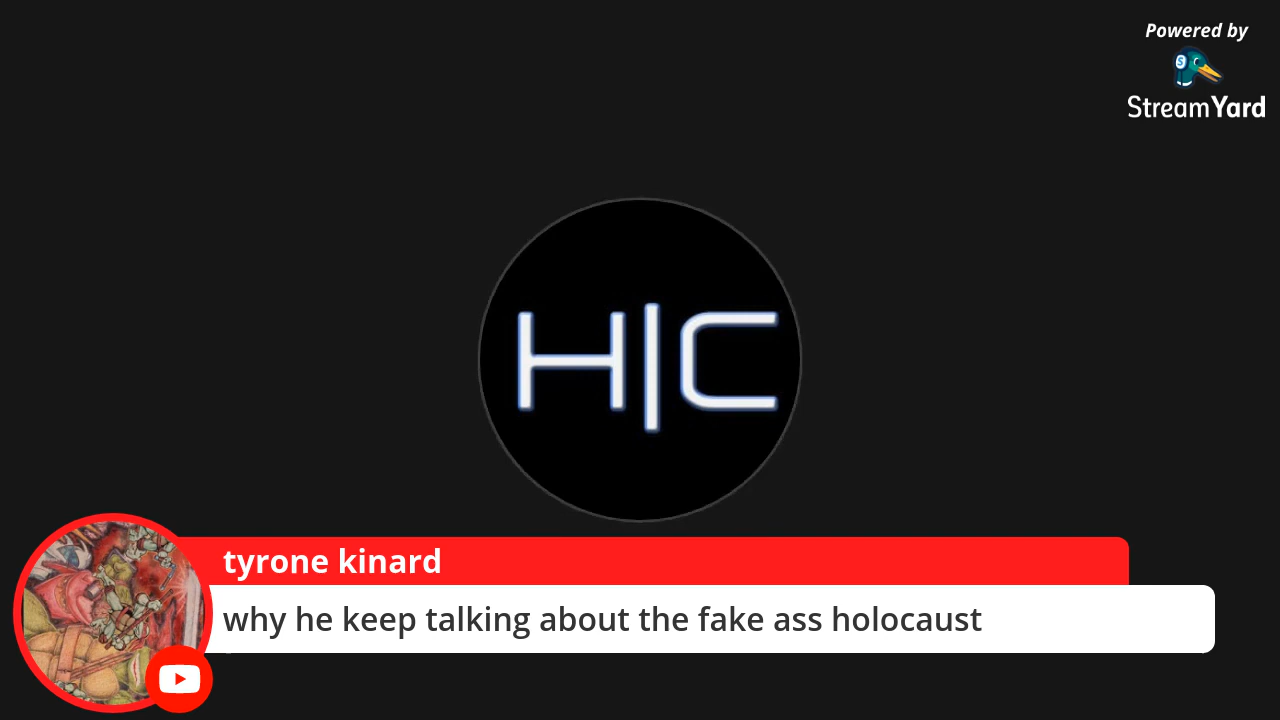 Powered by
StreamYard
H|C
tyrone kinard
why he keep talking about the fake ass holocaust